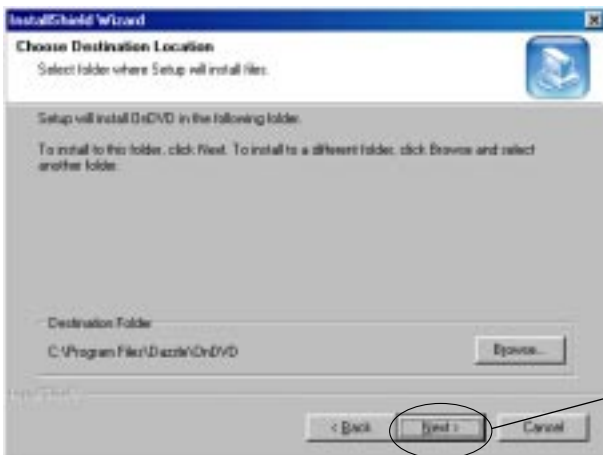 InstallShield Wizard
Choose Destination Location
Select folder where Setup will install files.
Setup will install OnDVD in the following folder.
To install to this folder, click Next. To install to a different folder, click Browse and select
another folder.
Destination Folder
C:\Program Files\Dazzle\OnDVD
Browse...
InstallShield
< Back
Next >
Cancel